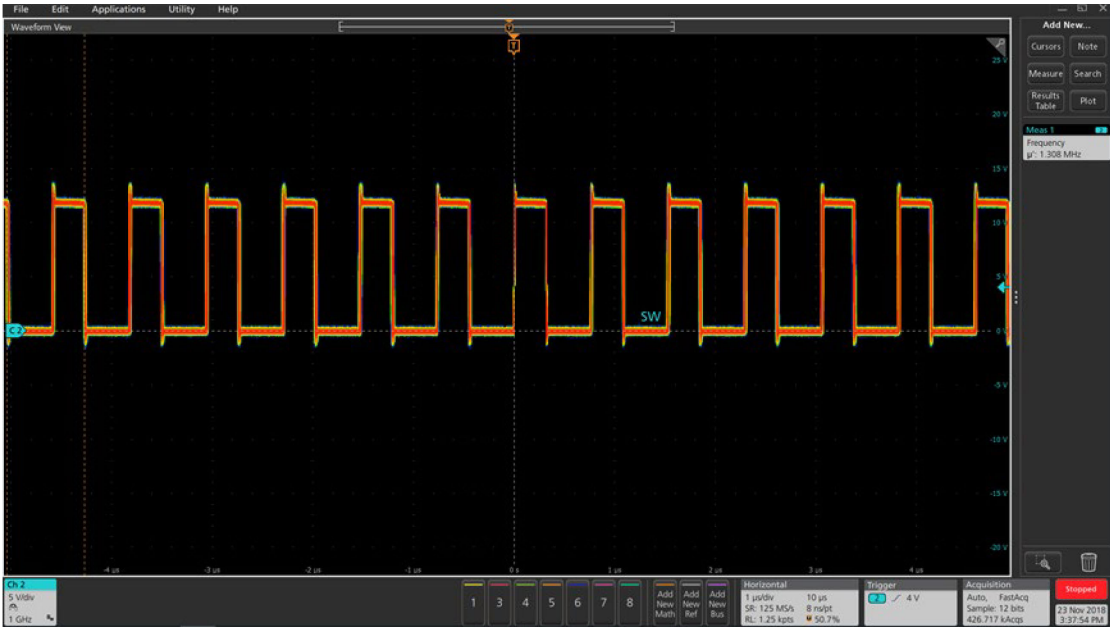 File Edit Applications Utility Help
Waveform View
Add New...
Cursors Note
Measure Search
Results Table Plot
Meas 1 2
Frequency
µ': 1.308 MHz
T
T
25 V
20 V
15 V
10 V
5 V
0 V
-5 V
-10 V
-15 V
-20 V
C 2
SW
-4 µs -3 µs -2 µs -1 µs 0 s 1 µs 2 µs 3 µs 4 µs
Ch 2
5 V/div
1 GHz
1 3 4 5 6 7 8
Add New Math
Add New Ref
Add New Bus
Horizontal
1 µs/div 10 µs
SR: 125 MS/s 8 ns/pt
RL: 1.25 kpts 50.7%
Trigger
2 4 V
Acquisition
Auto, FastAcq
Sample: 12 bits
426.717 kAcqs
Stopped
23 Nov 2018
3:37:54 PM